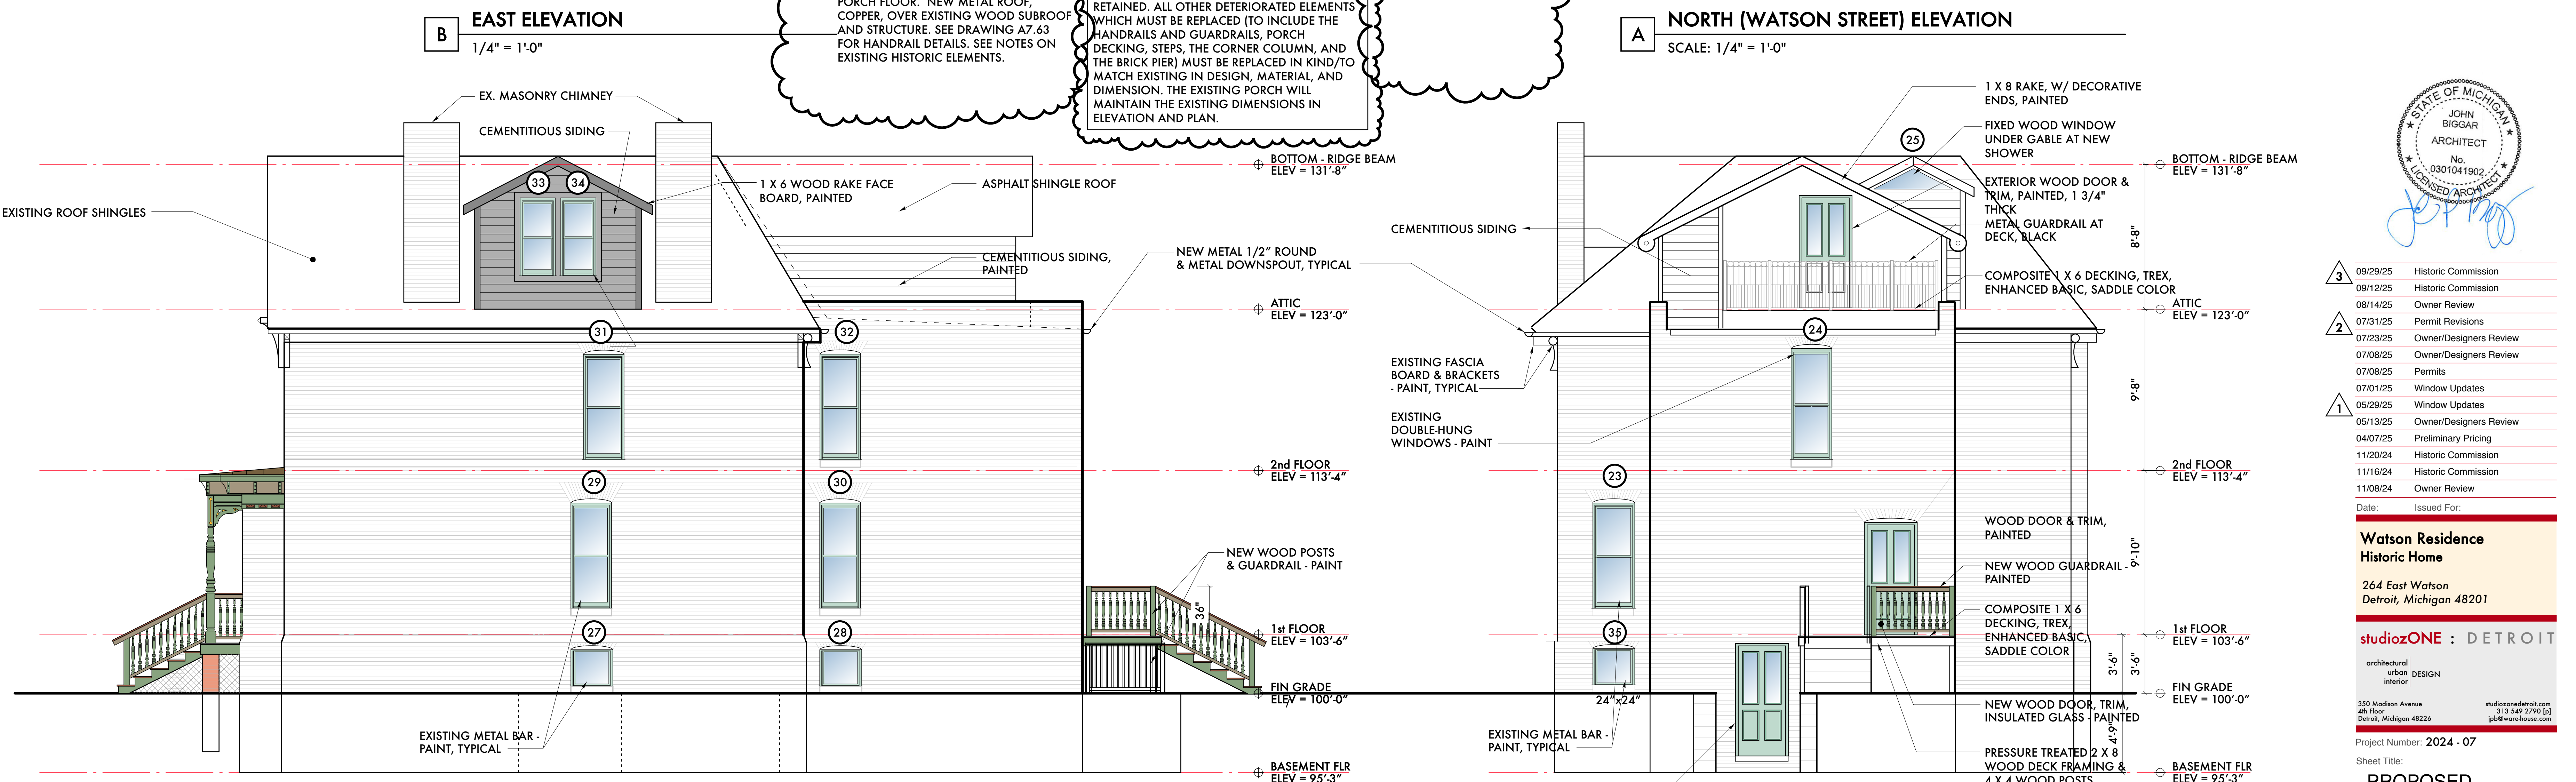 B
EAST ELEVATION
1/4" = 1'-0"
PORCH FLOOR. NEW METAL ROOF,
COPPER, OVER EXISTING WOOD SUBROOF
AND STRUCTURE. SEE DRAWING A7.63
FOR HANDRAIL DETAILS. SEE NOTES ON
EXISTING HISTORIC ELEMENTS.
RETAINED. ALL OTHER DETERIORATED ELEMENTS
WHICH MUST BE REPLACED (TO INCLUDE THE
HANDRAILS AND GUARDRAILS, PORCH
DECKING, STEPS, THE CORNER COLUMN, AND
THE BRICK PIER) MUST BE REPLACED IN KIND/TO
MATCH EXISTING IN DESIGN, MATERIAL, AND
DIMENSION. THE EXISTING PORCH WILL
MAINTAIN THE EXISTING DIMENSIONS IN
ELEVATION AND PLAN.
A
NORTH (WATSON STREET) ELEVATION
SCALE: 1/4" = 1'-0"
EX. MASONRY CHIMNEY
CEMENTITIOUS SIDING
33
34
1 X 6 WOOD RAKE FACE
BOARD, PAINTED
ASPHALT SHINGLE ROOF
EXISTING ROOF SHINGLES
CEMENTITIOUS SIDING,
PAINTED
NEW METAL 1/2" ROUND
& METAL DOWNSPOUT, TYPICAL
BOTTOM - RIDGE BEAM
ELEV = 131'-8"
ATTIC
ELEV = 123'-0"
2nd FLOOR
ELEV = 113'-4"
1st FLOOR
ELEV = 103'-6"
FIN GRADE
ELEV = 100'-0"
BASEMENT FLR
ELEV = 95'-3"
31
32
29
30
27
28
NEW WOOD POSTS
& GUARDRAIL - PAINT
36"
EXISTING METAL BAR -
PAINT, TYPICAL
1 X 8 RAKE, W/ DECORATIVE
ENDS, PAINTED
25
FIXED WOOD WINDOW
UNDER GABLE AT NEW
SHOWER
EXTERIOR WOOD DOOR &
TRIM, PAINTED, 1 3/4"
THICK
METAL GUARDRAIL AT
DECK, BLACK
CEMENTITIOUS SIDING
COMPOSITE 1 X 6 DECKING, TREX,
ENHANCED BASIC, SADDLE COLOR
24
EXISTING FASCIA
BOARD & BRACKETS
- PAINT, TYPICAL
EXISTING
DOUBLE-HUNG
WINDOWS - PAINT
23
35
24"x24"
WOOD DOOR & TRIM,
PAINTED
NEW WOOD GUARDRAIL -
PAINTED
COMPOSITE 1 X 6
DECKING, TREX,
ENHANCED BASIC,
SADDLE COLOR
NEW WOOD DOOR, TRIM,
INSULATED GLASS - PAINTED
EXISTING METAL BAR -
PAINT, TYPICAL
PRESSURE TREATED 2 X 8
WOOD DECK FRAMING &
4 X 4 WOOD POSTS
8'-8"
9'-8"
9'-10"
3'-6"
3'-6"
4'-9"
BOTTOM - RIDGE BEAM
ELEV = 131'-8"
ATTIC
ELEV = 123'-0"
2nd FLOOR
ELEV = 113'-4"
1st FLOOR
ELEV = 103'-6"
FIN GRADE
ELEV = 100'-0"
BASEMENT FLR
ELEV = 95'-3"
STATE OF MICHIGAN
JOHN
BIGGAR
ARCHITECT
No.
0301041902
LICENSED ARCHITECT
3
09/29/25 Historic Commission
09/12/25 Historic Commission
08/14/25 Owner Review
2
07/31/25 Permit Revisions
07/23/25 Owner/Designers Review
07/08/25 Owner/Designers Review
07/08/25 Permits
07/01/25 Window Updates
1
05/29/25 Window Updates
05/13/25 Owner/Designers Review
04/07/25 Preliminary Pricing
11/20/24 Historic Commission
11/16/24 Historic Commission
11/08/24 Owner Review
Date: Issued For:
Watson Residence
Historic Home
264 East Watson
Detroit, Michigan 48201
studiozONE : DETROIT
architectural
urban
interior
DESIGN
350 Madison Avenue
4th Floor
Detroit, Michigan 48226
studiozonedetroit.com
313 549 2790 [p]
jpb@ware-house.com
Project Number: 2024 - 07
Sheet Title:
PROPOSED